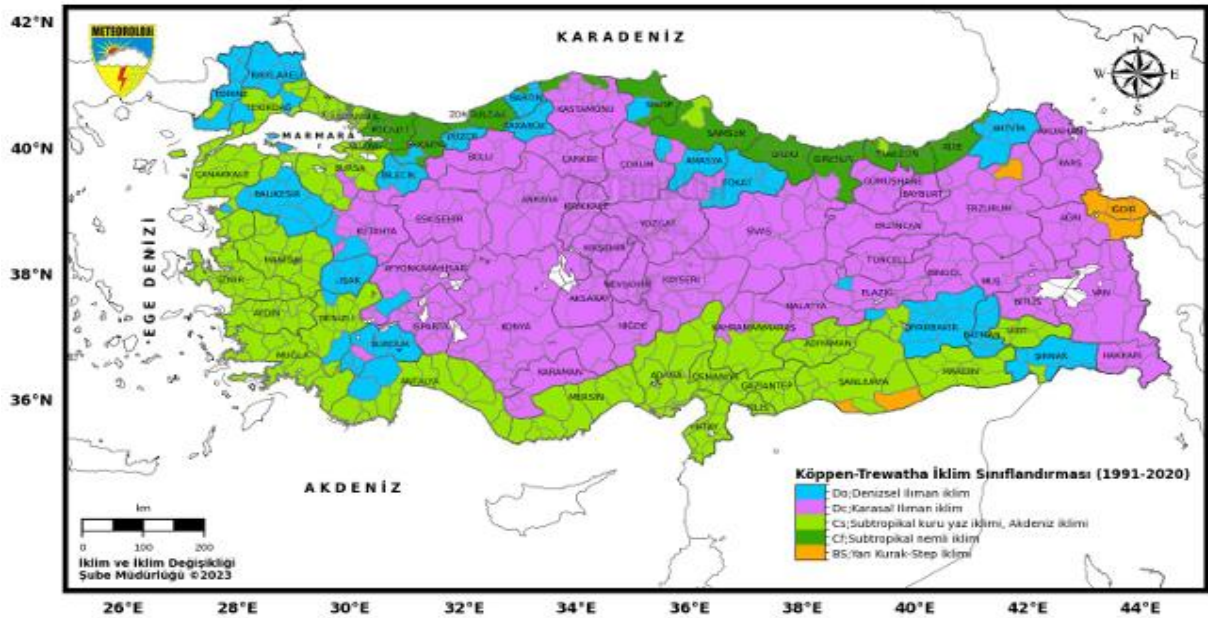 METEOROLOJİ
KARADENİZ
N
W E
S
MARMARA
EGE DENİZİ
AKDENİZ
KIRKLARELİ
EDİRNE
TEKİRDAĞ
KOCAELİ
ZONGULDAK
BARTIN
KASTAMONU
SİNOP
SAMSUN
ORDU
GİRESUN
TRABZON
RİZE
ARTVİN
ARDAHAN
KARS
IĞDIR
AĞRI
ERZURUM
BAYBURT
GÜMÜŞHANE
ERZİNCAN
TUNCELİ
BİNGÖL
MUŞ
BİTLİS
VAN
HAKKARİ
ŞIRNAK
SİİRT
BATMAN
DİYARBAKIR
MARDİN
ŞANLIURFA
ADIYAMAN
MALATYA
ELAZIĞ
SİVAS
TOKAT
AMASYA
ÇORUM
ÇANKIRI
KARABÜK
DÜZCE
BOLU
BİLECİK
BURSA
ÇANAKKALE
BALIKESİR
KÜTAHYA
ESKİŞEHİR
ANKARA
KIRIKKALE
YOZGAT
KIRŞEHİR
NEVŞEHİR
KAYSERİ
AKSARAY
NİĞDE
KONYA
KARAMAN
AFYONKARAHİSAR
UŞAK
MANİSA
İZMİR
AYDIN
DENİZLİ
MUĞLA
BURDUR
ISPARTA
ANTALYA
MERSİN
ADANA
OSMANİYE
KAHRAMANMARAŞ
GAZİANTEP
KİLİS
HATAY
Köppen-Trewatha İklim Sınıflandırması (1991-2020)
Do;Denizsel ılıman iklim
Dc;Karasal ılıman iklim
Cs;Subtropikal kuru yaz iklimi, Akdeniz iklimi
Cf;Subtropikal nemli iklim
BS;Yarı Kurak-Step İklimi
km
0 100 200
İklim ve İklim Değişikliği
Şube Müdürlüğü ©2023
42°N
40°N
38°N
36°N
26°E 28°E 30°E 32°E 34°E 36°E 38°E 40°E 42°E 44°E